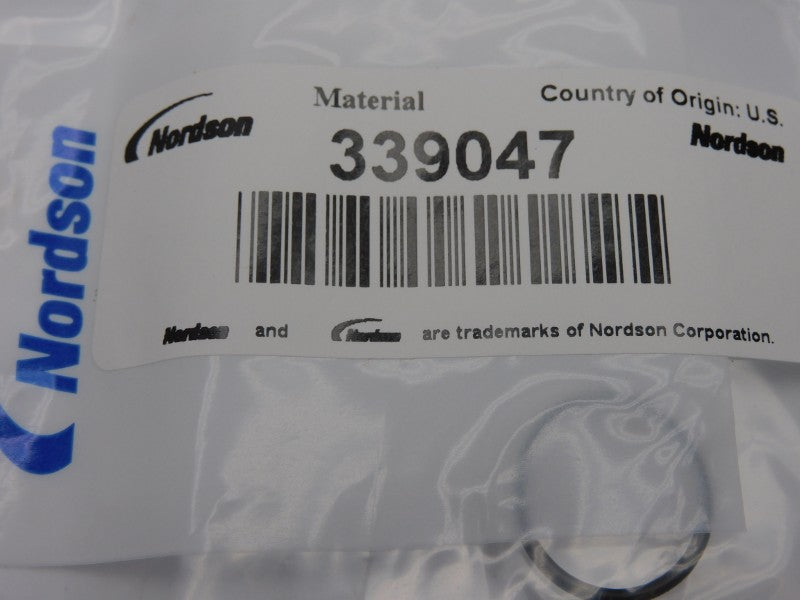 Nordson
Material
Country of Origin: U.S.
Nordson
339047
Nordson
Nordson and Nordson are trademarks of Nordson Corporation.